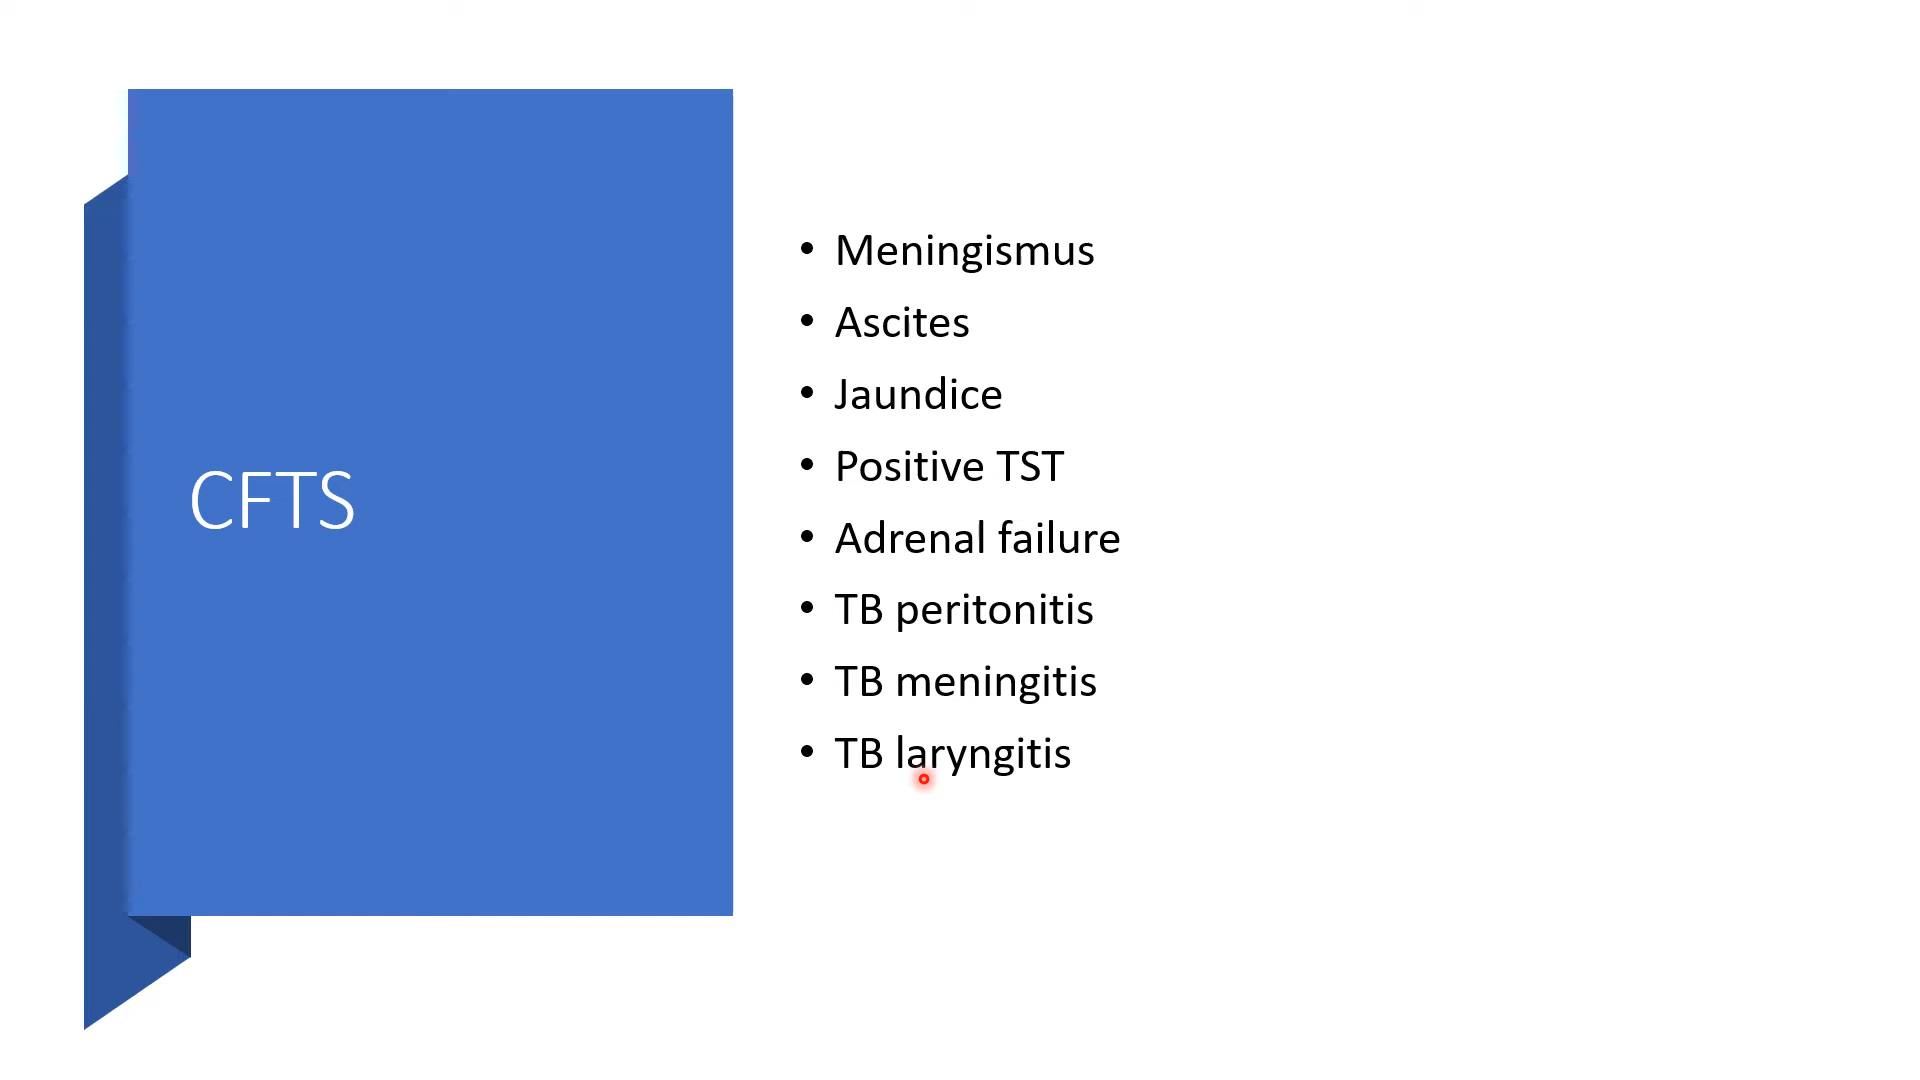 CFTS
• Meningismus
• Ascites
• Jaundice
• Positive TST
• Adrenal failure
• TB peritonitis
• TB meningitis
• TB laryngitis